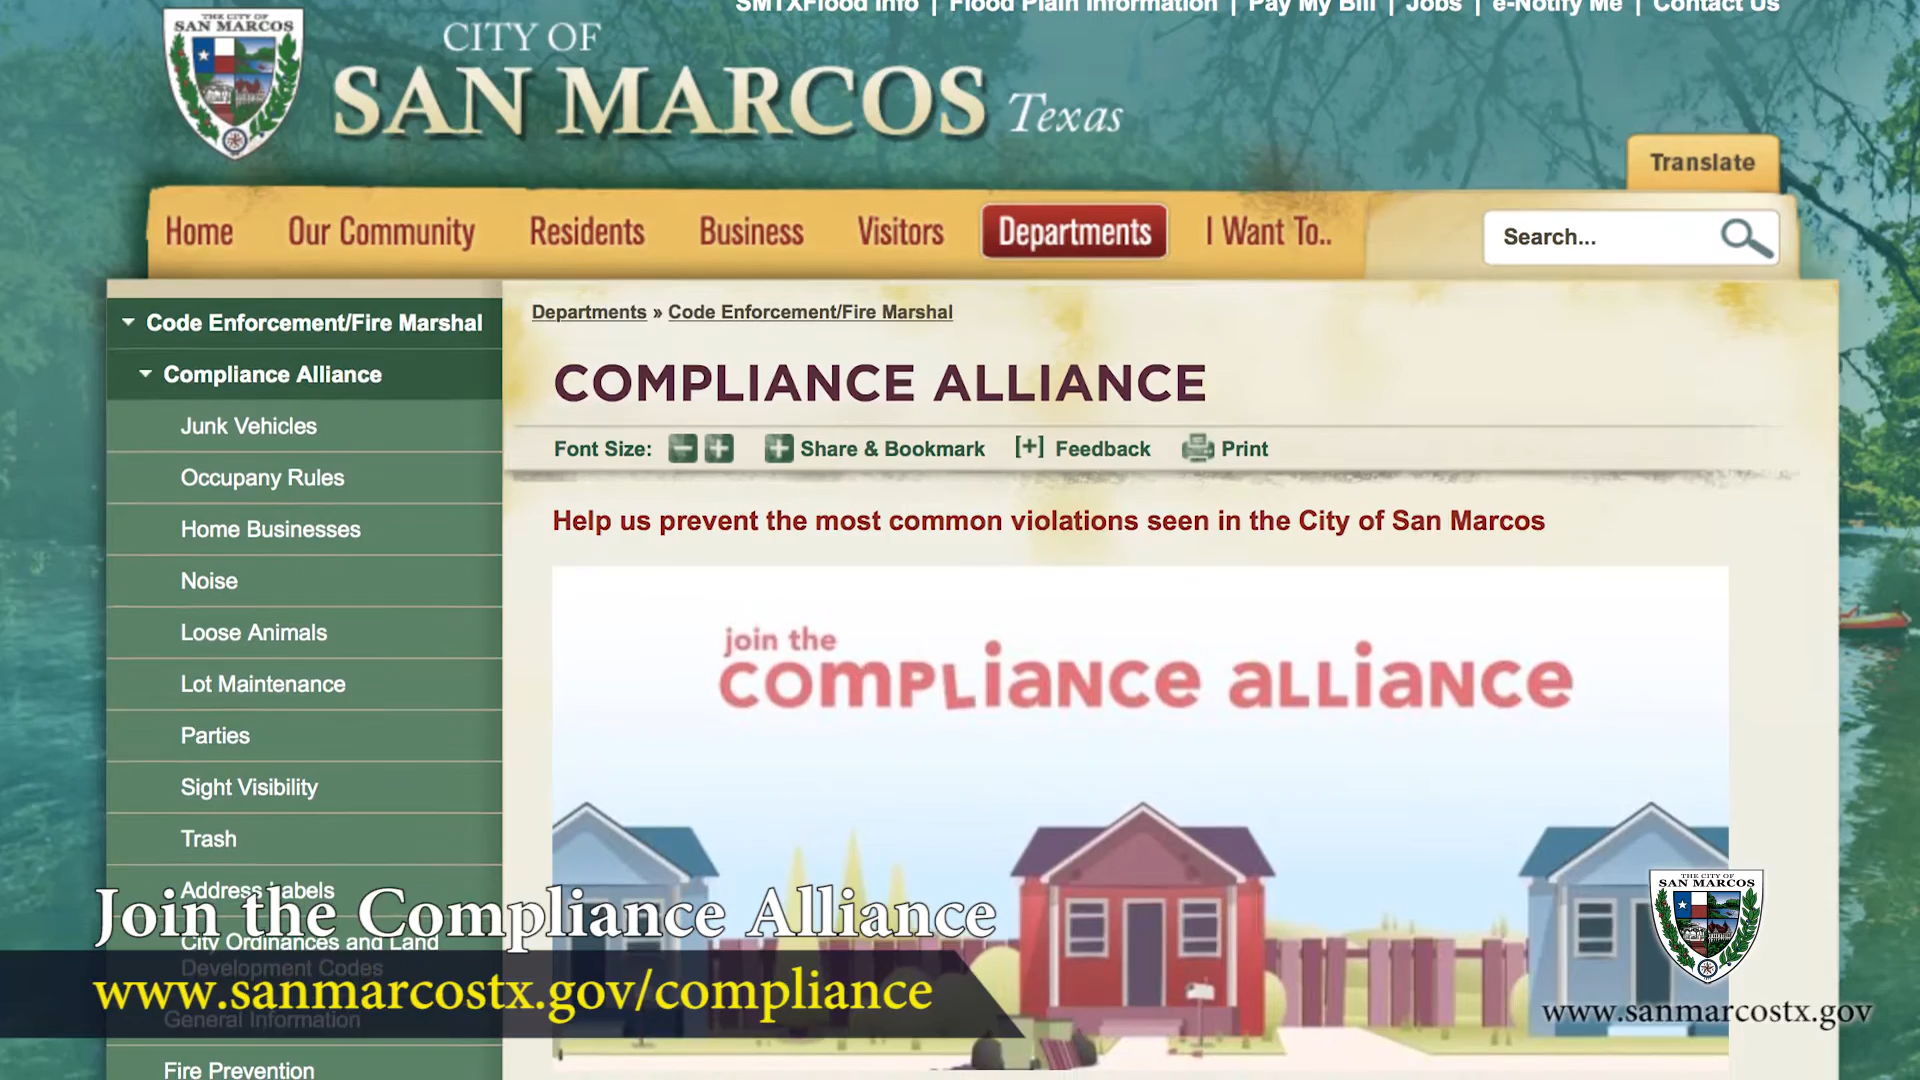 SMTXFlood Info | Flood Plain Information | Pay My Bill | Jobs | e-Notify Me | Contact Us
THE CITY OF
SAN MARCOS
CITY OF
SAN MARCOS Texas
Translate
Home Our Community Residents Business Visitors Departments I Want To..
Search...
Code Enforcement/Fire Marshal
Compliance Alliance
Junk Vehicles
Occupany Rules
Home Businesses
Noise
Loose Animals
Lot Maintenance
Parties
Sight Visibility
Trash
Address Labels
City Ordinances and Land
Development Codes
General Information
Fire Prevention
Departments » Code Enforcement/Fire Marshal
COMPLIANCE ALLIANCE
Font Size: Share & Bookmark [+] Feedback Print
Help us prevent the most common violations seen in the City of San Marcos
join the
compliance alliance
Join the Compliance Alliance
www.sanmarcostx.gov/compliance
THE CITY OF
SAN MARCOS
www.sanmarcostx.gov